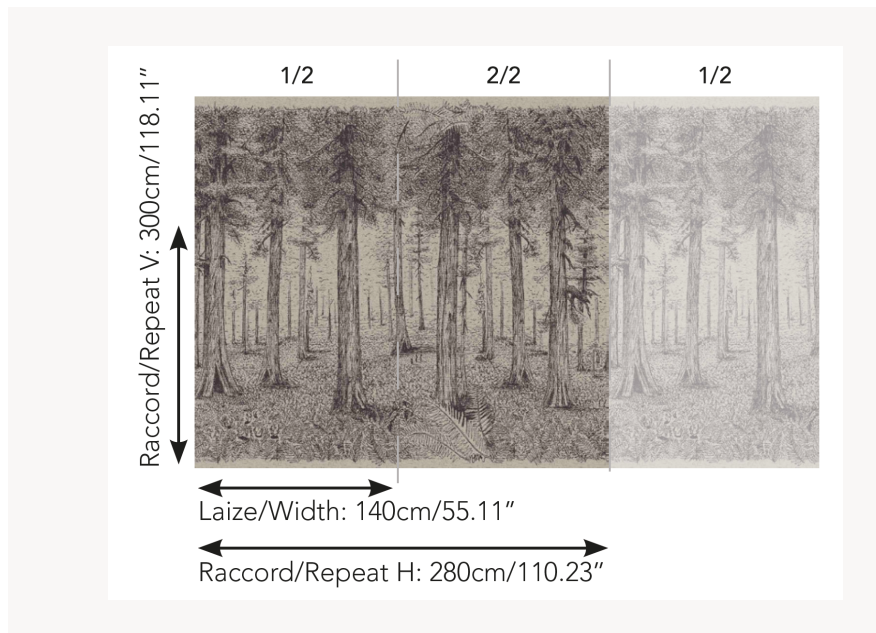 1/2
2/2
1/2
Raccord/Repeat V: 300cm/118.11”
Laize/Width: 140cm/55.11”
Raccord/Repeat H: 280cm/110.23”